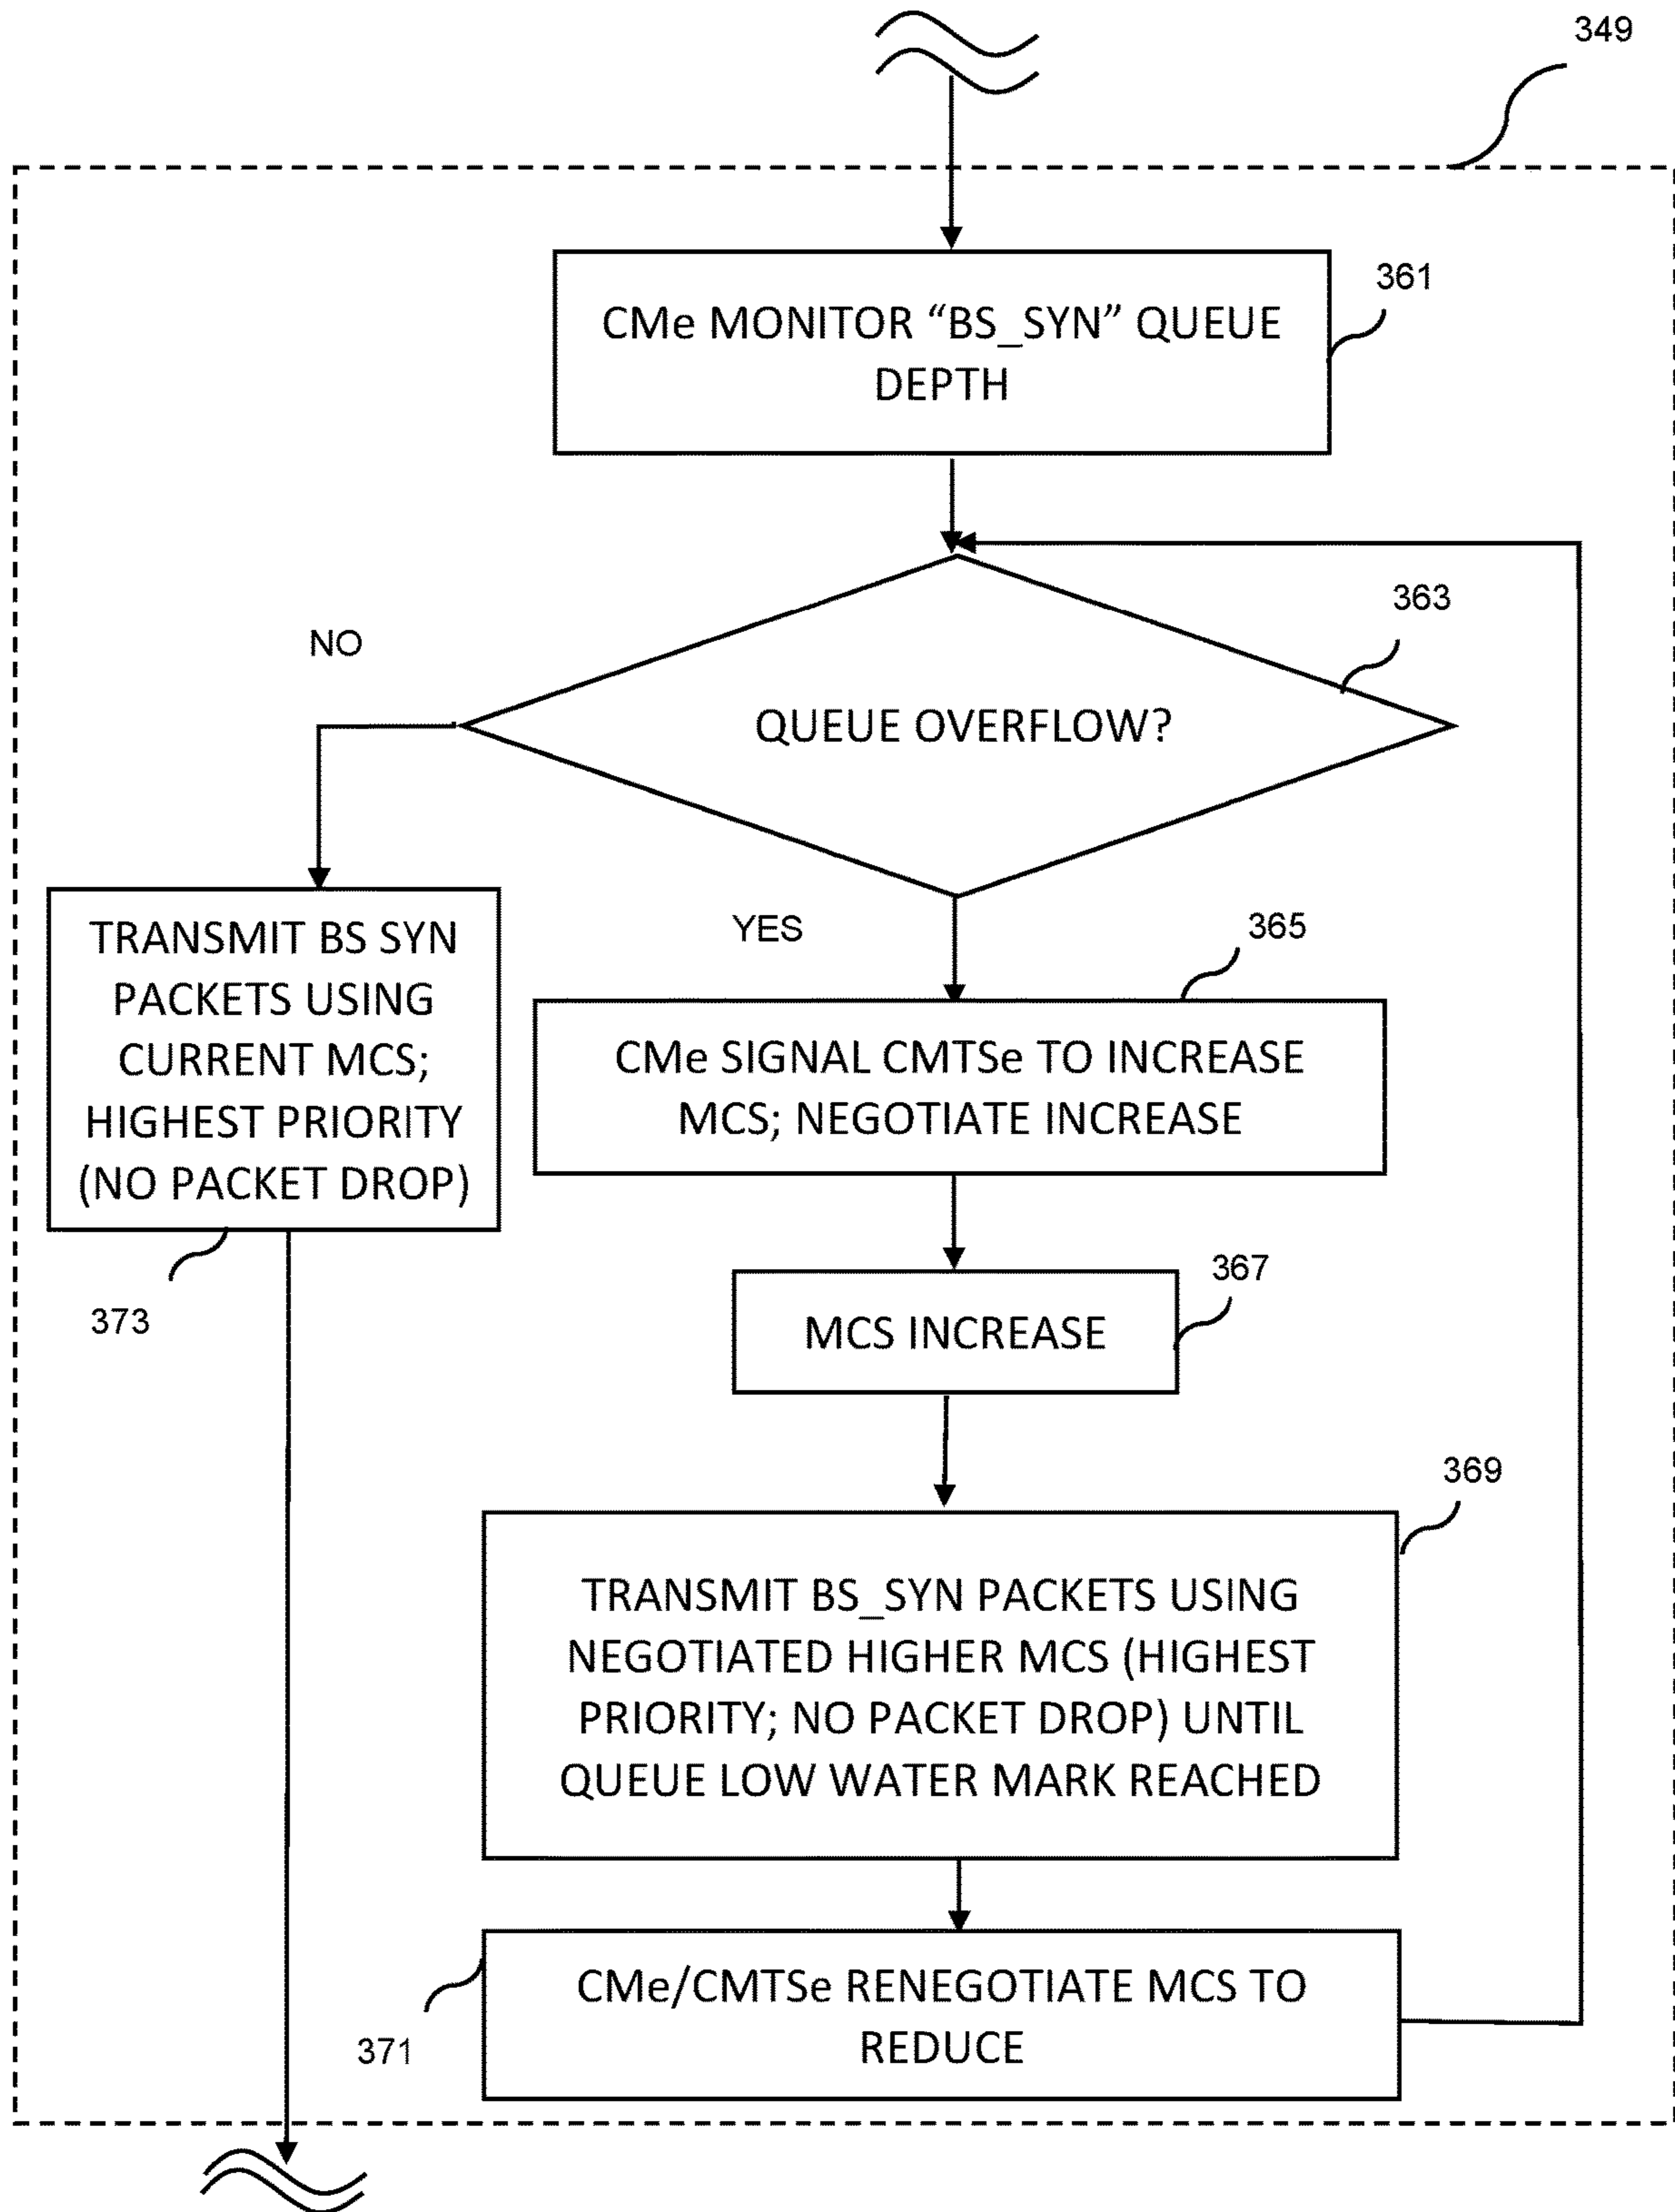 349
361
CMe MONITOR “BS_SYN” QUEUE
DEPTH
363
NO
QUEUE OVERFLOW?
YES
365
TRANSMIT BS SYN
PACKETS USING
CURRENT MCS;
HIGHEST PRIORITY
(NO PACKET DROP)
373
CMe SIGNAL CMTSe TO INCREASE
MCS; NEGOTIATE INCREASE
367
MCS INCREASE
369
TRANSMIT BS_SYN PACKETS USING
NEGOTIATED HIGHER MCS (HIGHEST
PRIORITY; NO PACKET DROP) UNTIL
QUEUE LOW WATER MARK REACHED
371
CMe/CMTSe RENEGOTIATE MCS TO
REDUCE